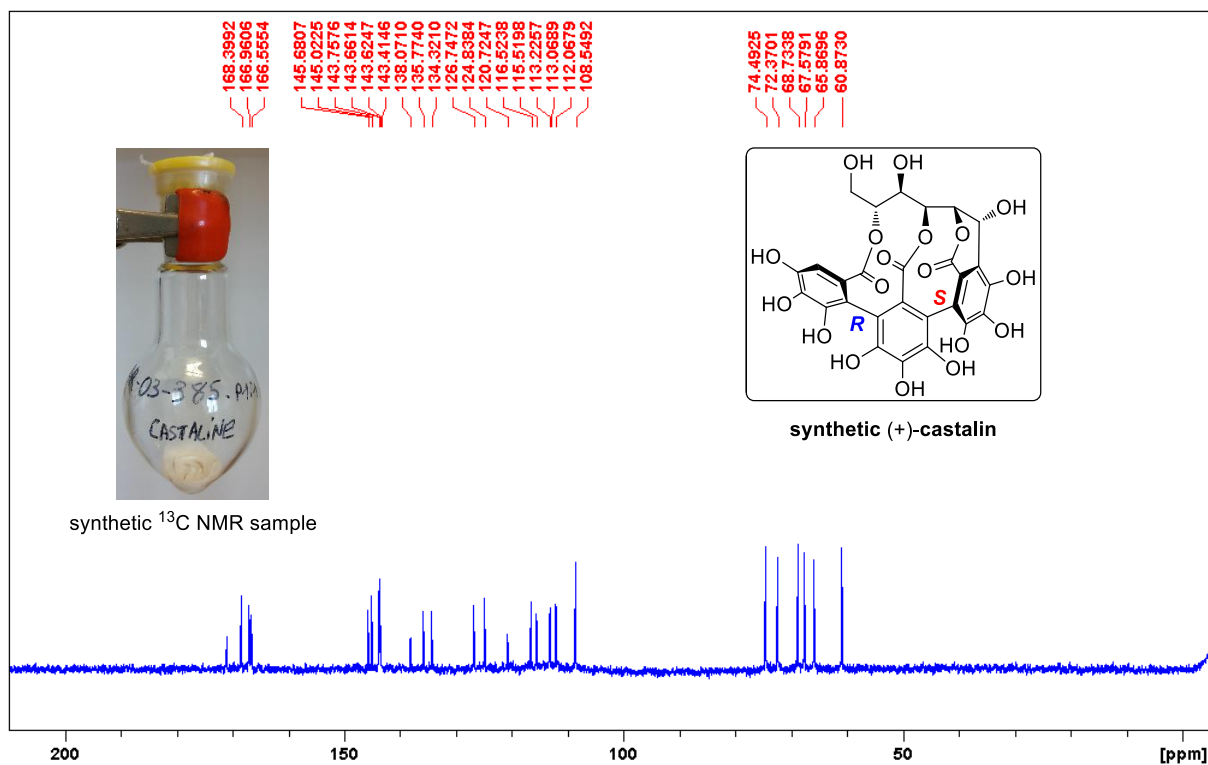 168.3992
166.9606
166.5554
145.6807
145.0225
143.7576
143.6614
143.6247
143.4146
138.0710
135.7740
134.3210
126.7472
124.8384
120.7247
116.5238
115.5198
113.2257
113.0689
112.0679
108.5492
74.4925
72.3701
68.7338
67.5791
65.8696
60.8730
OH
OH
OH
O
O
O
O
O
O
HO
HO
HO
R
S
OH
OH
HO
HO
OH
OH
synthetic (+)-castalin
03-385
CASTALINE
synthetic ¹³C NMR sample
200
150
100
50
[ppm]